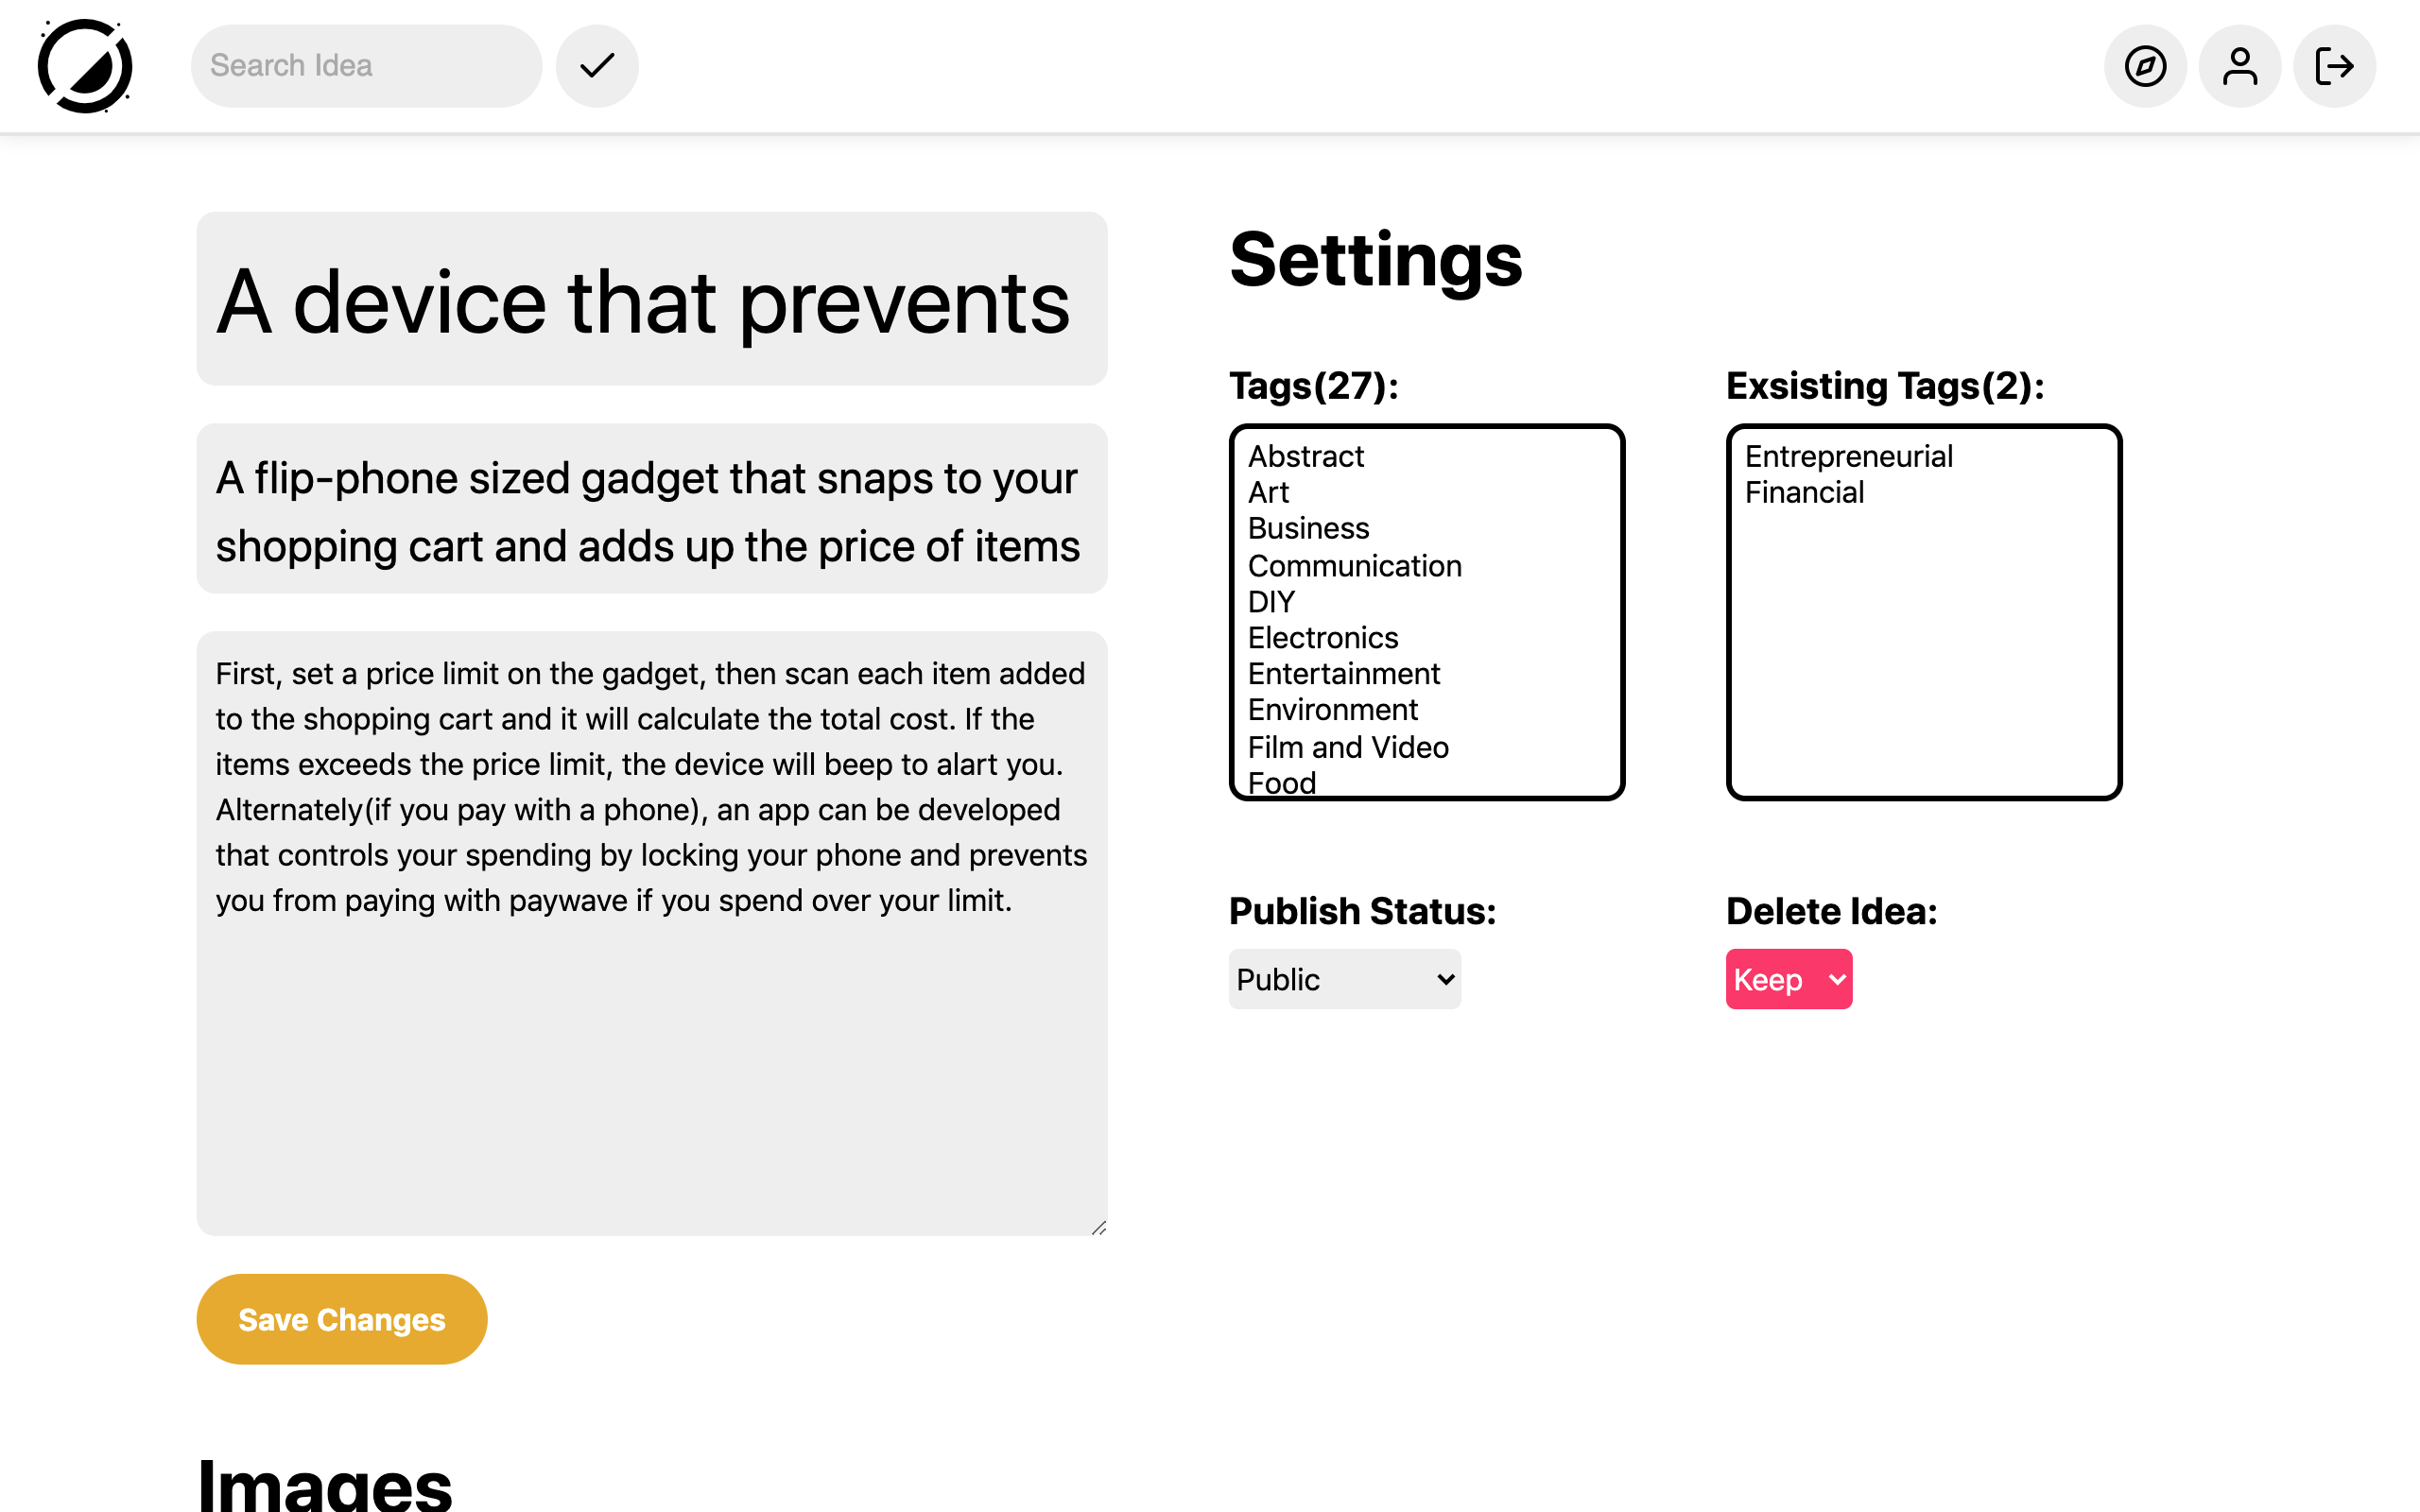 Search Idea
A device that prevents
A flip-phone sized gadget that snaps to your
shopping cart and adds up the price of items
First, set a price limit on the gadget, then scan each item added
to the shopping cart and it will calculate the total cost. If the
items exceeds the price limit, the device will beep to alart you.
Alternately(if you pay with a phone), an app can be developed
that controls your spending by locking your phone and prevents
you from paying with paywave if you spend over your limit.
Save Changes
Images
Settings
Tags(27):
Abstract
Art
Business
Communication
DIY
Electronics
Entertainment
Environment
Film and Video
Food
Exsisting Tags(2):
Entrepreneurial
Financial
Publish Status:
Public
Delete Idea:
Keep